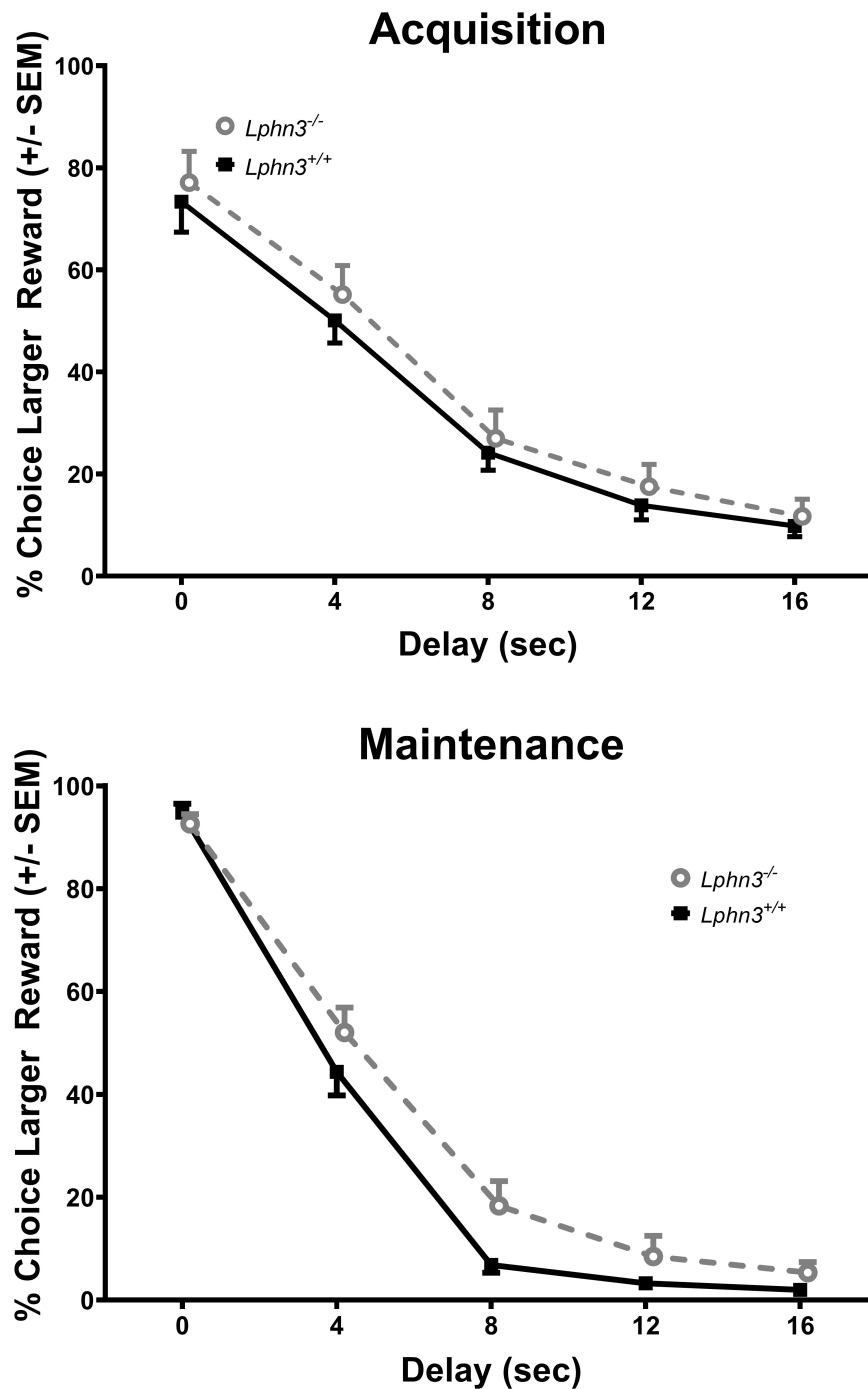 Acquisition
% Choice Larger Reward (+/- SEM)
100
80
60
40
20
0
Lphn3-/-
Lphn3+/+
0 4 8 12 16
Delay (sec)
Maintenance
% Choice Larger Reward (+/- SEM)
100
80
60
40
20
0
Lphn3-/-
Lphn3+/+
0 4 8 12 16
Delay (sec)